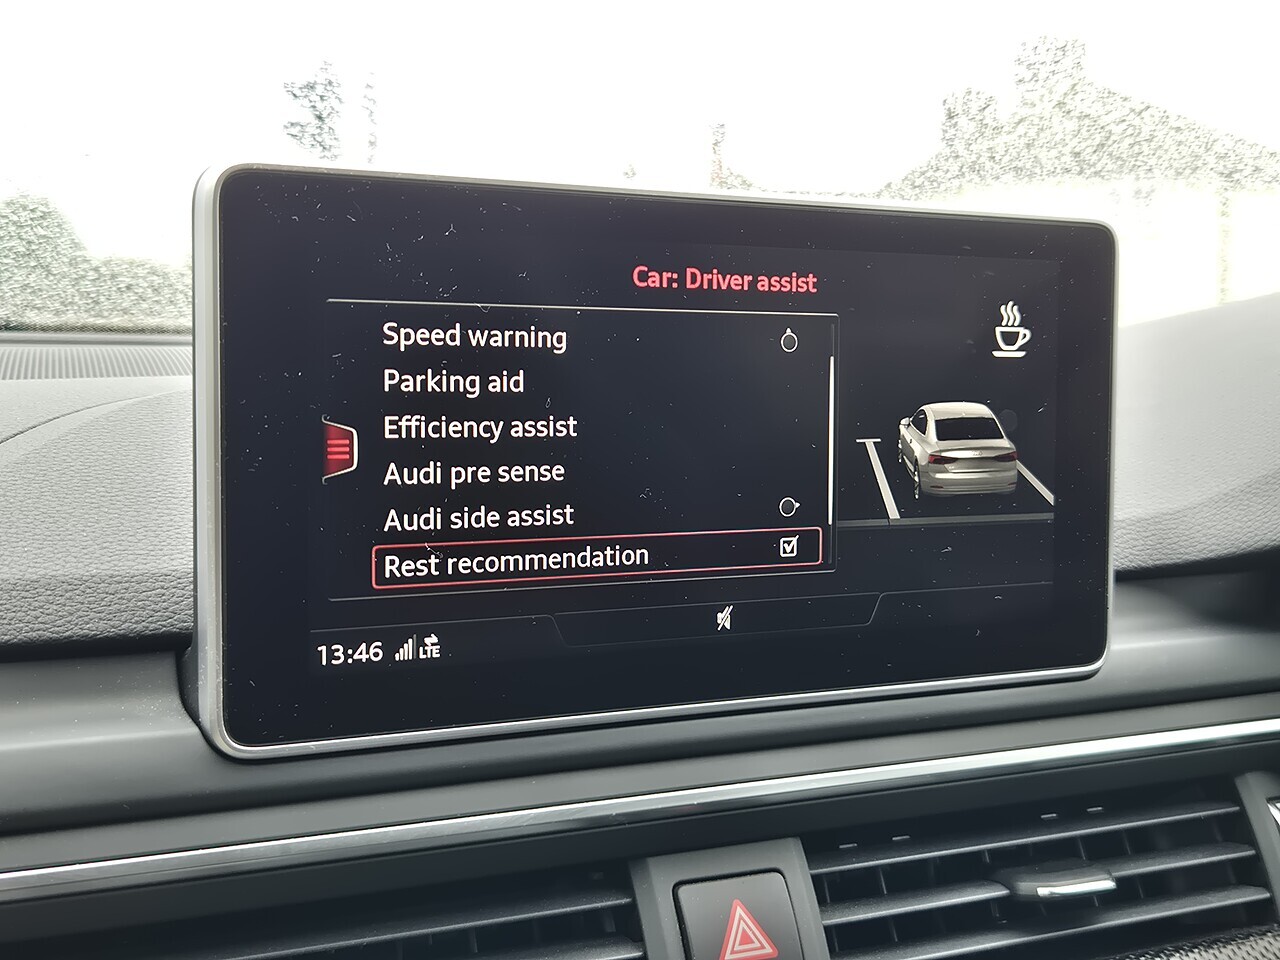 Car: Driver assist
Speed warning
Parking aid
Efficiency assist
Audi pre sense
Audi side assist
Rest recommendation
13:46 LTE